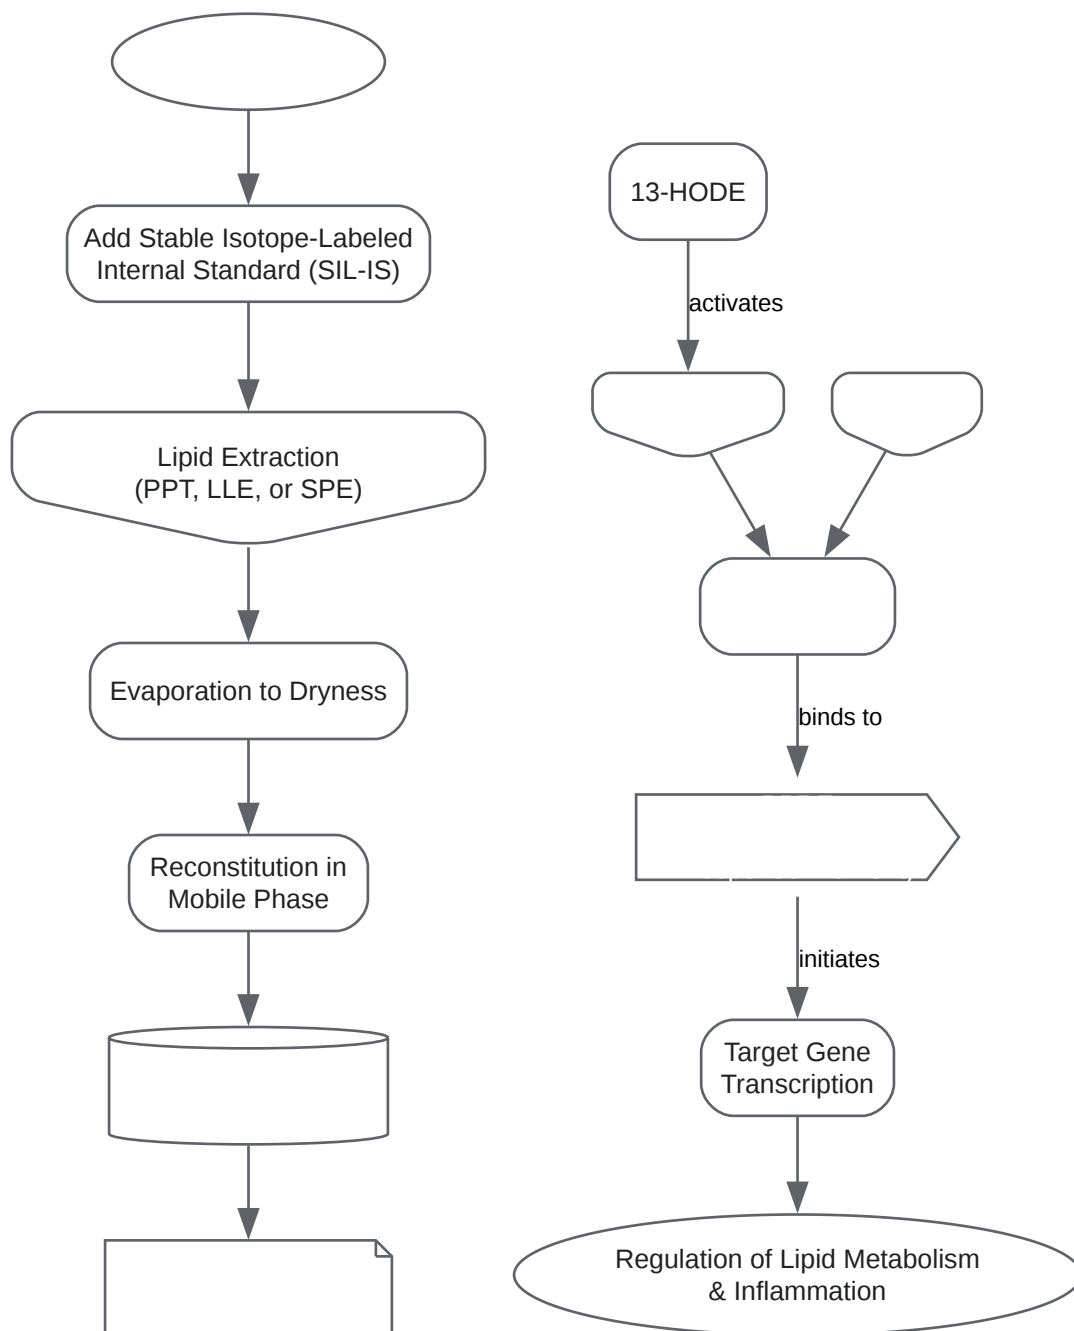 Add Stable Isotope-Labeled
Internal Standard (SIL-IS)
Lipid Extraction
(PPT, LLE, or SPE)
Evaporation to Dryness
Reconstitution in
Mobile Phase
13-HODE
activates
binds to
initiates
Target Gene
Transcription
Regulation of Lipid Metabolism
& Inflammation